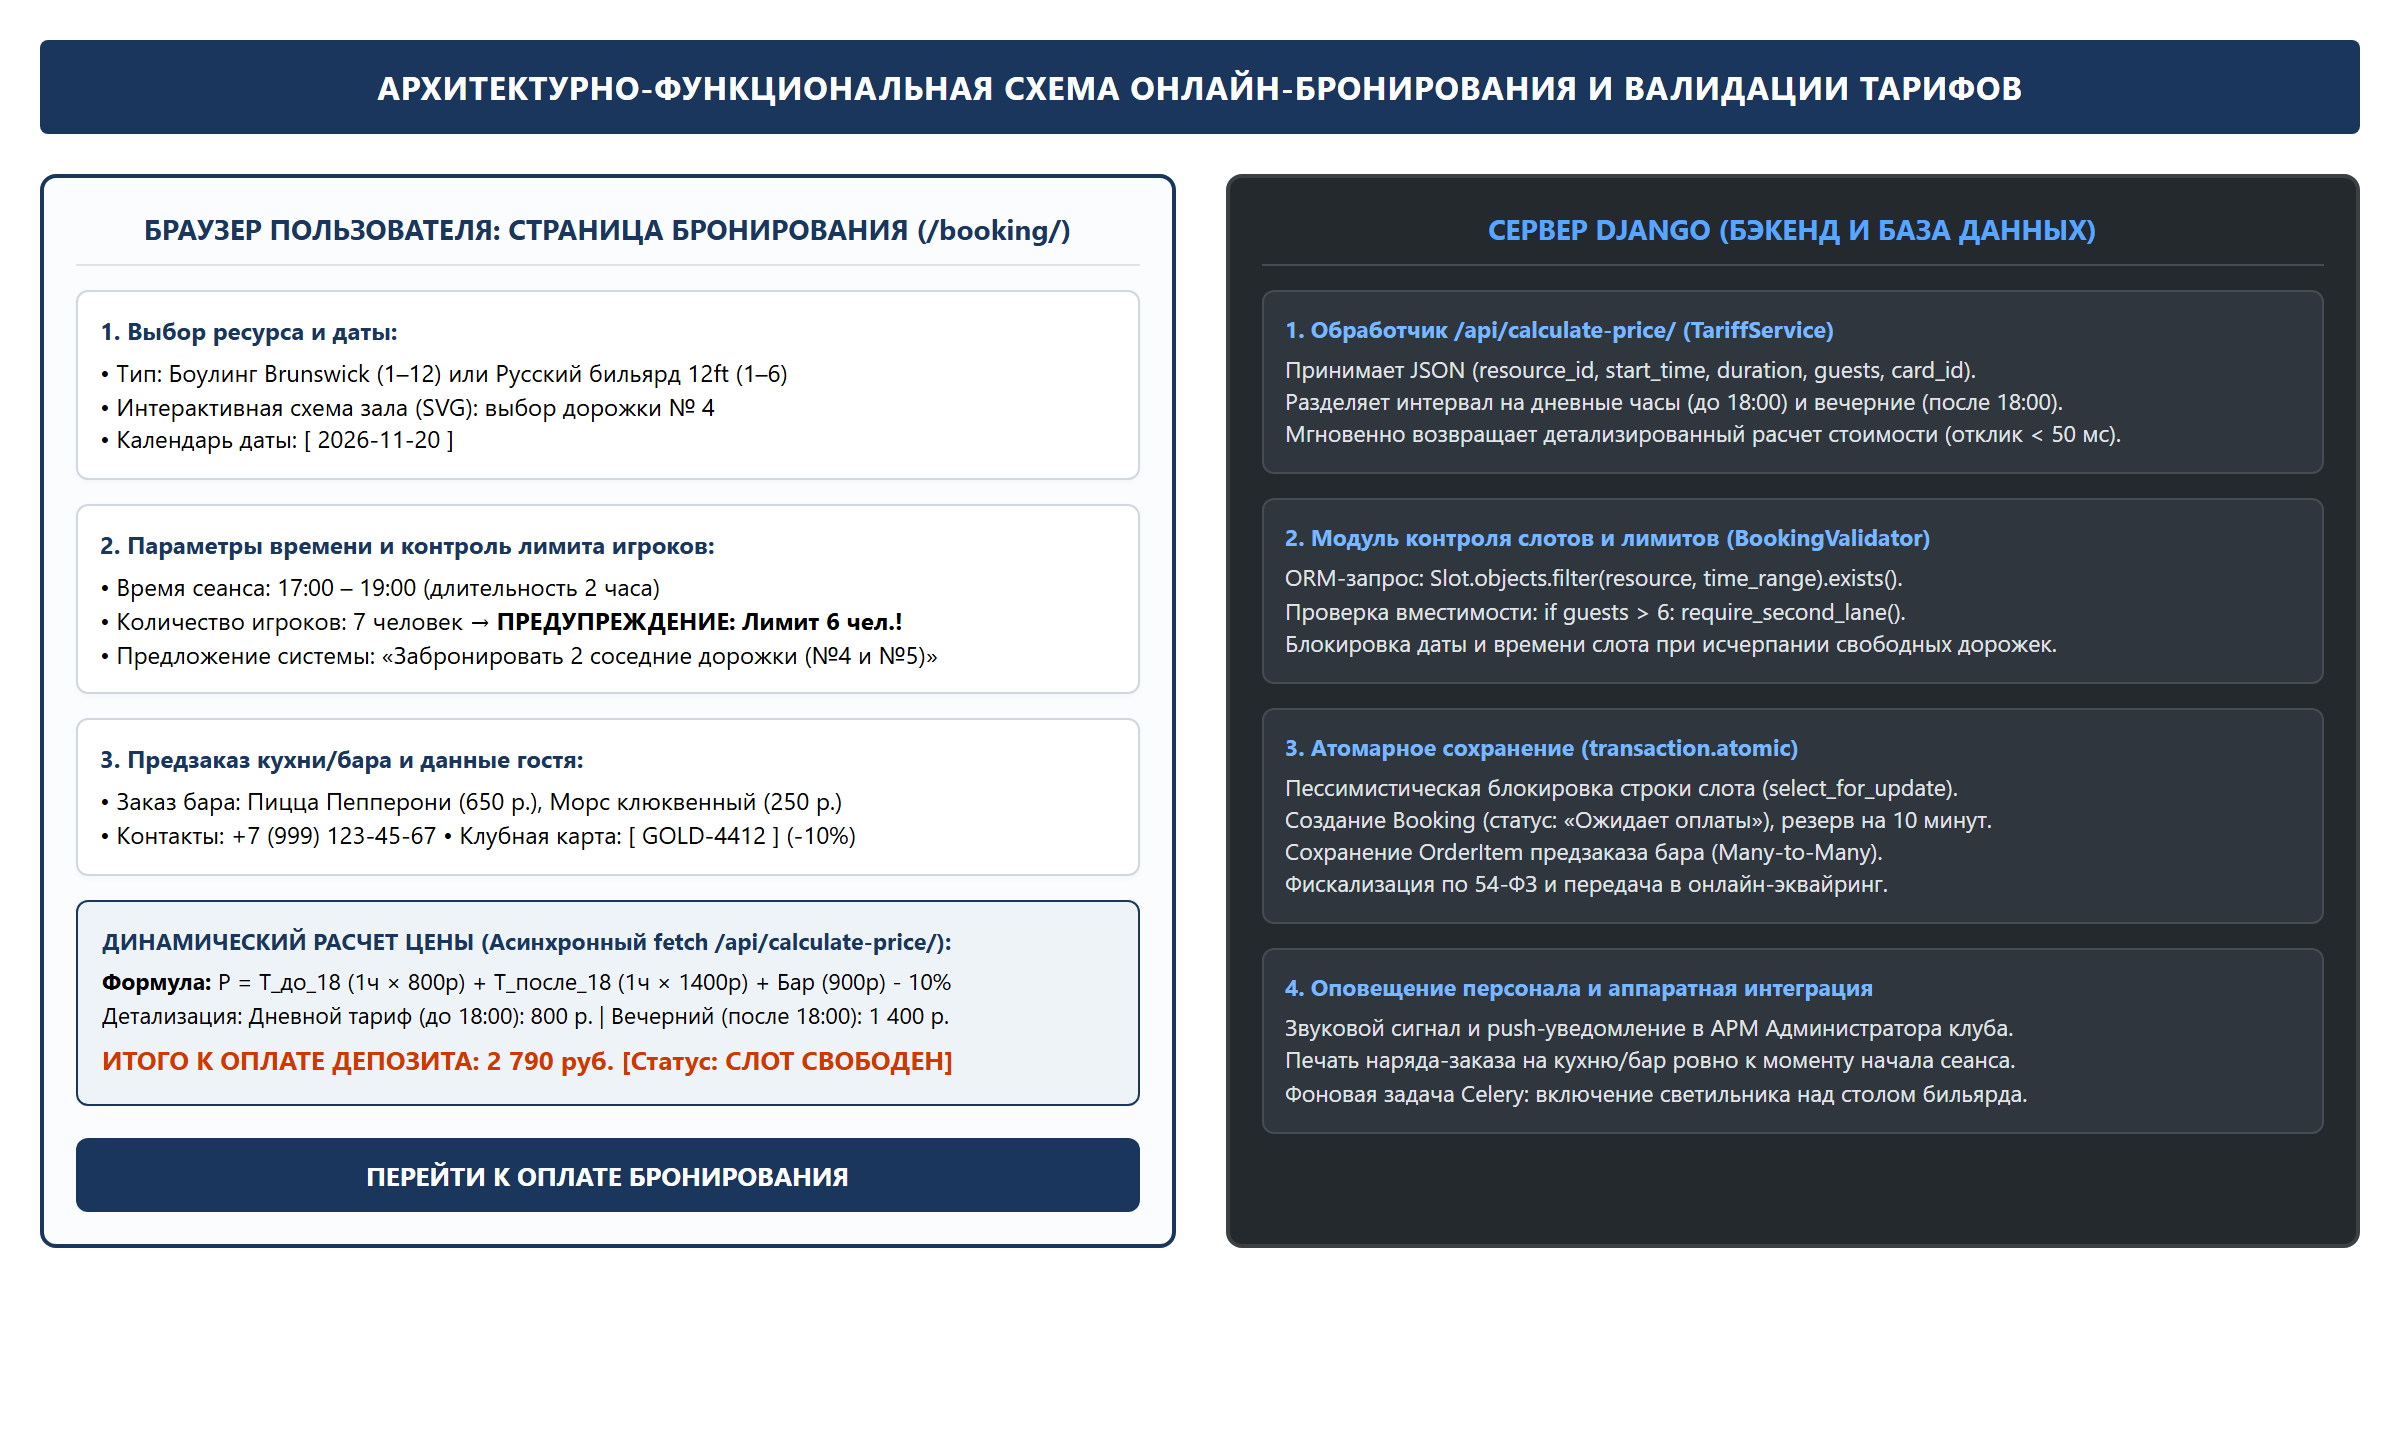 АРХИТЕКТУРНО-ФУНКЦИОНАЛЬНАЯ СХЕМА ОНЛАЙН-БРОНИРОВАНИЯ И ВАЛИДАЦИИ ТАРИФОВ
БРАУЗЕР ПОЛЬЗОВАТЕЛЯ: СТРАНИЦА БРОНИРОВАНИЯ (/booking/)
1. Выбор ресурса и даты:
• Тип: Боулинг Brunswick (1–12) или Русский бильярд 12ft (1–6)
• Интерактивная схема зала (SVG): выбор дорожки № 4
• Календарь даты: [ 2026-11-20 ]
2. Параметры времени и контроль лимита игроков:
• Время сеанса: 17:00 – 19:00 (длительность 2 часа)
• Количество игроков: 7 человек → ПРЕДУПРЕЖДЕНИЕ: Лимит 6 чел.!
• Предложение системы: «Забронировать 2 соседние дорожки (№4 и №5)»
3. Предзаказ кухни/бара и данные гостя:
• Заказ бара: Пицца Пепперони (650 р.), Морс клюквенный (250 р.)
• Контакты: +7 (999) 123-45-67 • Клубная карта: [ GOLD-4412 ] (-10%)
ДИНАМИЧЕСКИЙ РАСЧЕТ ЦЕНЫ (Асинхронный fetch /api/calculate-price/):
Формула: P = T_до_18 (1ч × 800р) + T_после_18 (1ч × 1400р) + Бар (900р) - 10%
Детализация: Дневной тариф (до 18:00): 800 р. | Вечерний (после 18:00): 1 400 р.
ИТОГО К ОПЛАТЕ ДЕПОЗИТА: 2 790 руб. [Статус: СЛОТ СВОБОДЕН]
ПЕРЕЙТИ К ОПЛАТЕ БРОНИРОВАНИЯ
СЕРВЕР DJANGO (БЭКЕНД И БАЗА ДАННЫХ)
1. Обработчик /api/calculate-price/ (TariffService)
Принимает JSON (resource_id, start_time, duration, guests, card_id).
Разделяет интервал на дневные часы (до 18:00) и вечерние (после 18:00).
Мгновенно возвращает детализированный расчет стоимости (отклик < 50 мс).
2. Модуль контроля слотов и лимитов (BookingValidator)
ORM-запрос: Slot.objects.filter(resource, time_range).exists().
Проверка вместимости: if guests > 6: require_second_lane().
Блокировка даты и времени слота при исчерпании свободных дорожек.
3. Атомарное сохранение (transaction.atomic)
Пессимистическая блокировка строки слота (select_for_update).
Создание Booking (статус: «Ожидает оплаты»), резерв на 10 минут.
Сохранение OrderItem предзаказа бара (Many-to-Many).
Фискализация по 54-ФЗ и передача в онлайн-эквайринг.
4. Оповещение персонала и аппаратная интеграция
Звуковой сигнал и push-уведомление в АРМ Администратора клуба.
Печать наряда-заказа на кухню/бар ровно к моменту начала сеанса.
Фоновая задача Celery: включение светильника над столом бильярда.